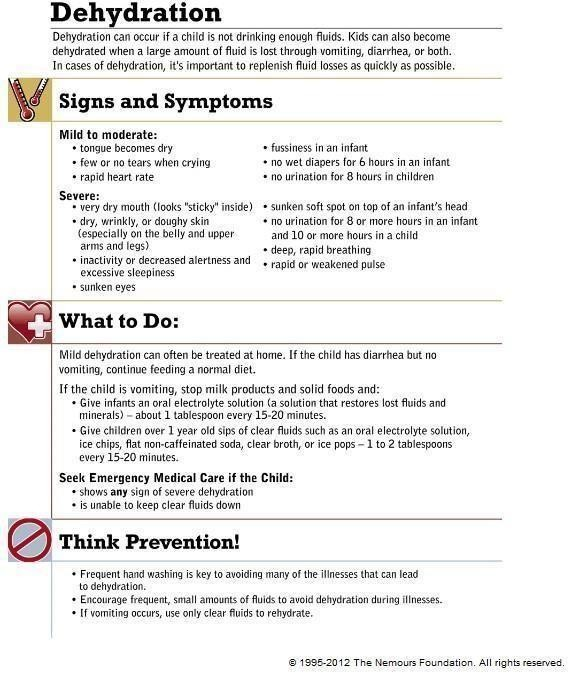 Dehydration
Dehydration can occur if a child is not drinking enough fluids. Kids can also become
dehydrated when a large amount of fluid is lost through vomiting, diarrhea, or both.
In cases of dehydration, it's important to replenish fluid losses as quickly as possible.
Signs and Symptoms
Mild to moderate:
• tongue becomes dry
• few or no tears when crying
• rapid heart rate
• fussiness in an infant
• no wet diapers for 6 hours in an infant
• no urination for 8 hours in children
Severe:
• very dry mouth (looks "sticky" inside)
• dry, wrinkly, or doughy skin
(especially on the belly and upper
arms and legs)
• inactivity or decreased alertness and
excessive sleepiness
• sunken eyes
• sunken soft spot on top of an infant's head
• no urination for 8 or more hours in an infant
and 10 or more hours in a child
• deep, rapid breathing
• rapid or weakened pulse
What to Do:
Mild dehydration can often be treated at home. If the child has diarrhea but no
vomiting, continue feeding a normal diet.
If the child is vomiting, stop milk products and solid foods and:
• Give infants an oral electrolyte solution (a solution that restores lost fluids and
minerals) – about 1 tablespoon every 15-20 minutes.
• Give children over 1 year old sips of clear fluids such as an oral electrolyte solution,
ice chips, flat non-caffeinated soda, clear broth, or ice pops – 1 to 2 tablespoons
every 15-20 minutes.
Seek Emergency Medical Care if the Child:
• shows any sign of severe dehydration
• is unable to keep clear fluids down
Think Prevention!
• Frequent hand washing is key to avoiding many of the illnesses that can lead
to dehydration.
• Encourage frequent, small amounts of fluids to avoid dehydration during illnesses.
• If vomiting occurs, use only clear fluids to rehydrate.
© 1995-2012 The Nemours Foundation. All rights reserved.